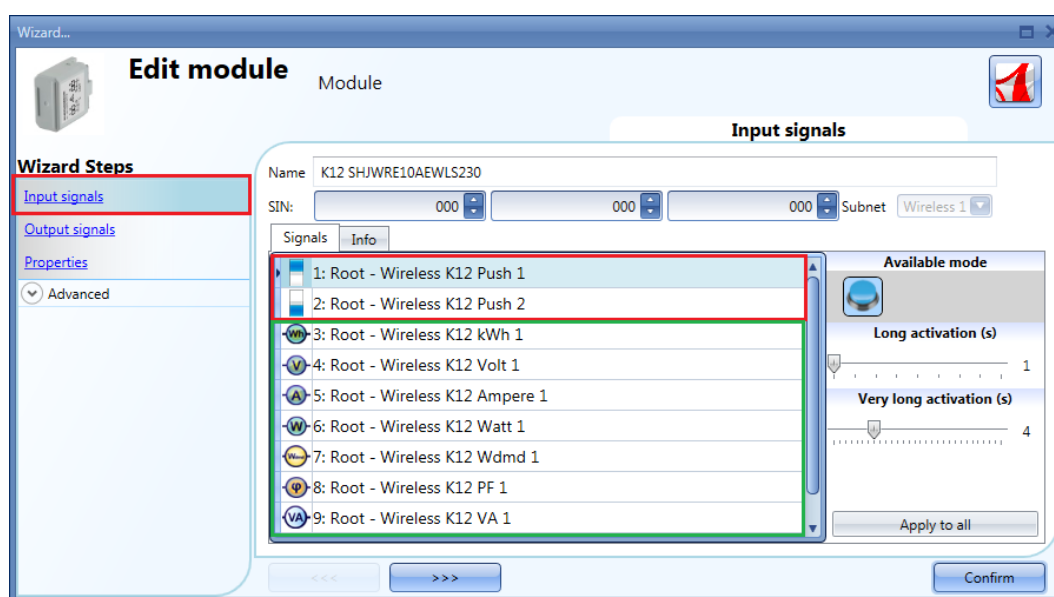 Wizard...
Edit module
Module
Input signals
Wizard Steps
Input signals
Output signals
Properties
Advanced
Name K12 SHJWRE10AEWLS230
SIN: 000 000 000 Subnet Wireless 1
Signals Info
1: Root - Wireless K12 Push 1
2: Root - Wireless K12 Push 2
Wh 3: Root - Wireless K12 kWh 1
V 4: Root - Wireless K12 Volt 1
A 5: Root - Wireless K12 Ampere 1
W 6: Root - Wireless K12 Watt 1
7: Root - Wireless K12 Wdmd 1
φ 8: Root - Wireless K12 PF 1
VA 9: Root - Wireless K12 VA 1
Available mode
Long activation (s)
1
Very long activation (s)
4
Apply to all
<<<
>>>
Confirm